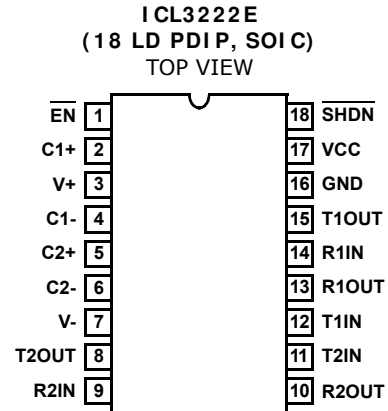 ICL3222E
(18 LD PDIP, SOIC)
TOP VIEW
EN 1
C1+ 2
V+ 3
C1- 4
C2+ 5
C2- 6
V- 7
T2OUT 8
R2IN 9
18 SHDN
17 VCC
16 GND
15 T1OUT
14 R1IN
13 R1OUT
12 T1IN
11 T2IN
10 R2OUT